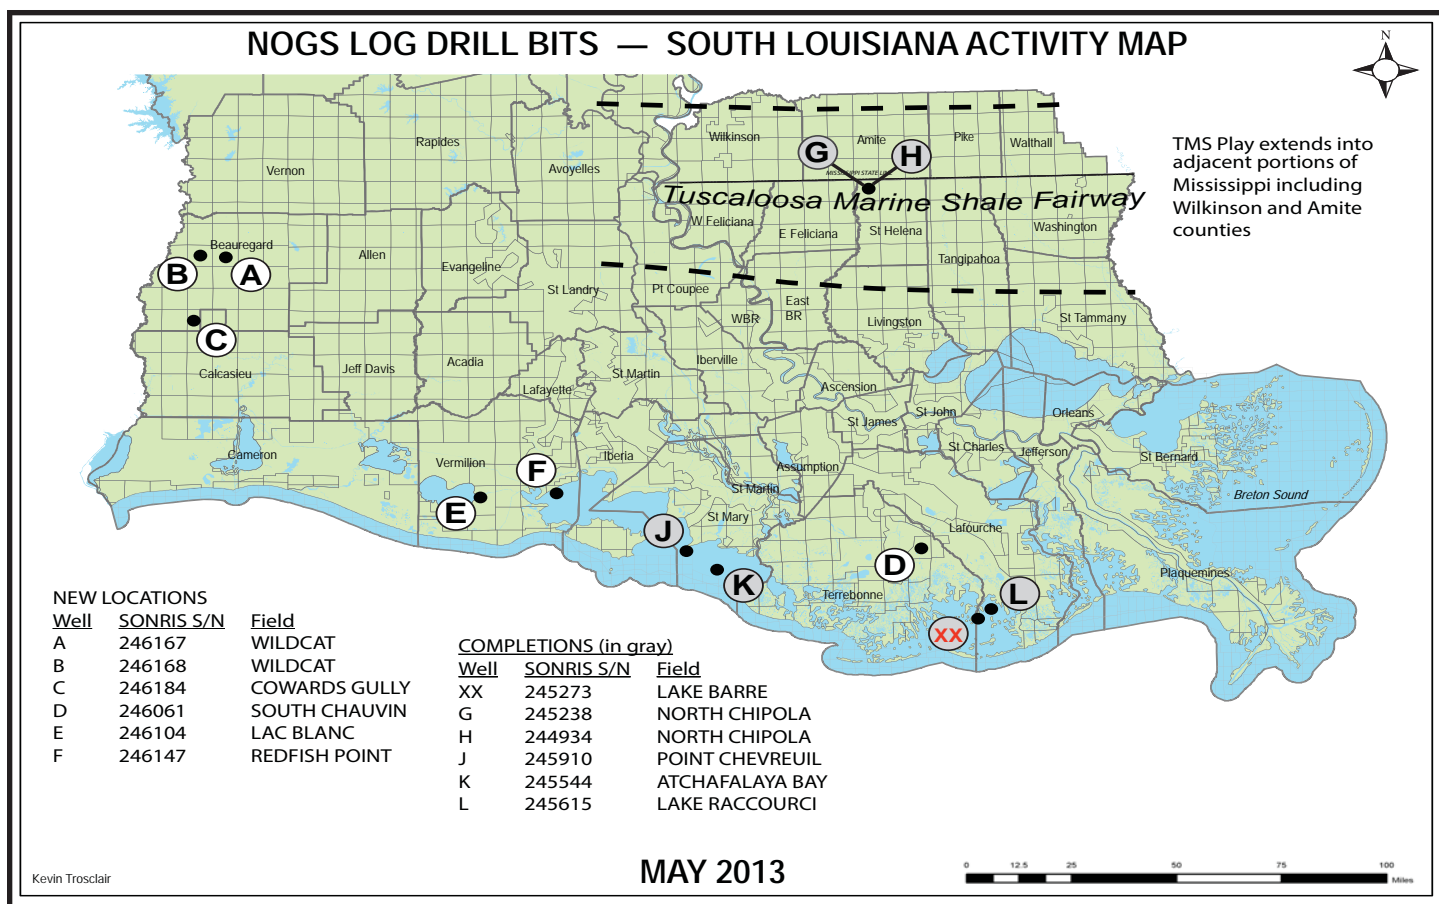 NOGS LOG DRILL BITS — SOUTH LOUISIANA ACTIVITY MAP
N
TMS Play extends into
adjacent portions of
Mississippi including
Wilkinson and Amite
counties
Wilkinson
Amite
Pike
Walthall
Rapides
Vernon
Avoyelles
G
H
MISSISSIPPI STATE LINE
Tuscaloosa Marine Shale Fairway
W Feliciana
E Feliciana
St Helena
Washington
Beauregard
Allen
Evangeline
St Landry
Pt Coupee
Tangipahoa
B
A
East
BR
WBR
Livingston
St Tammany
C
Calcasieu
Jeff Davis
Acadia
Lafayette
St Martin
Iberville
Ascension
St James
St John
Orleans
St Charles
Jefferson
St Bernard
Cameron
Vermilion
F
Iberia
Assumption
St Martin
Breton Sound
E
St Mary
J
K
Lafourche
D
Terrebonne
L
XX
Plaquemines
NEW LOCATIONS
Well SONRIS S/N Field
A 246167 WILDCAT
B 246168 WILDCAT
C 246184 COWARDS GULLY
D 246061 SOUTH CHAUVIN
E 246104 LAC BLANC
F 246147 REDFISH POINT
COMPLETIONS (in gray)
Well SONRIS S/N Field
XX 245273 LAKE BARRE
G 245238 NORTH CHIPOLA
H 244934 NORTH CHIPOLA
J 245910 POINT CHEVREUIL
K 245544 ATCHAFALAYA BAY
L 245615 LAKE RACCOURCI
Kevin Trosclair
MAY 2013
0 12.5 25 50 75 100
Miles